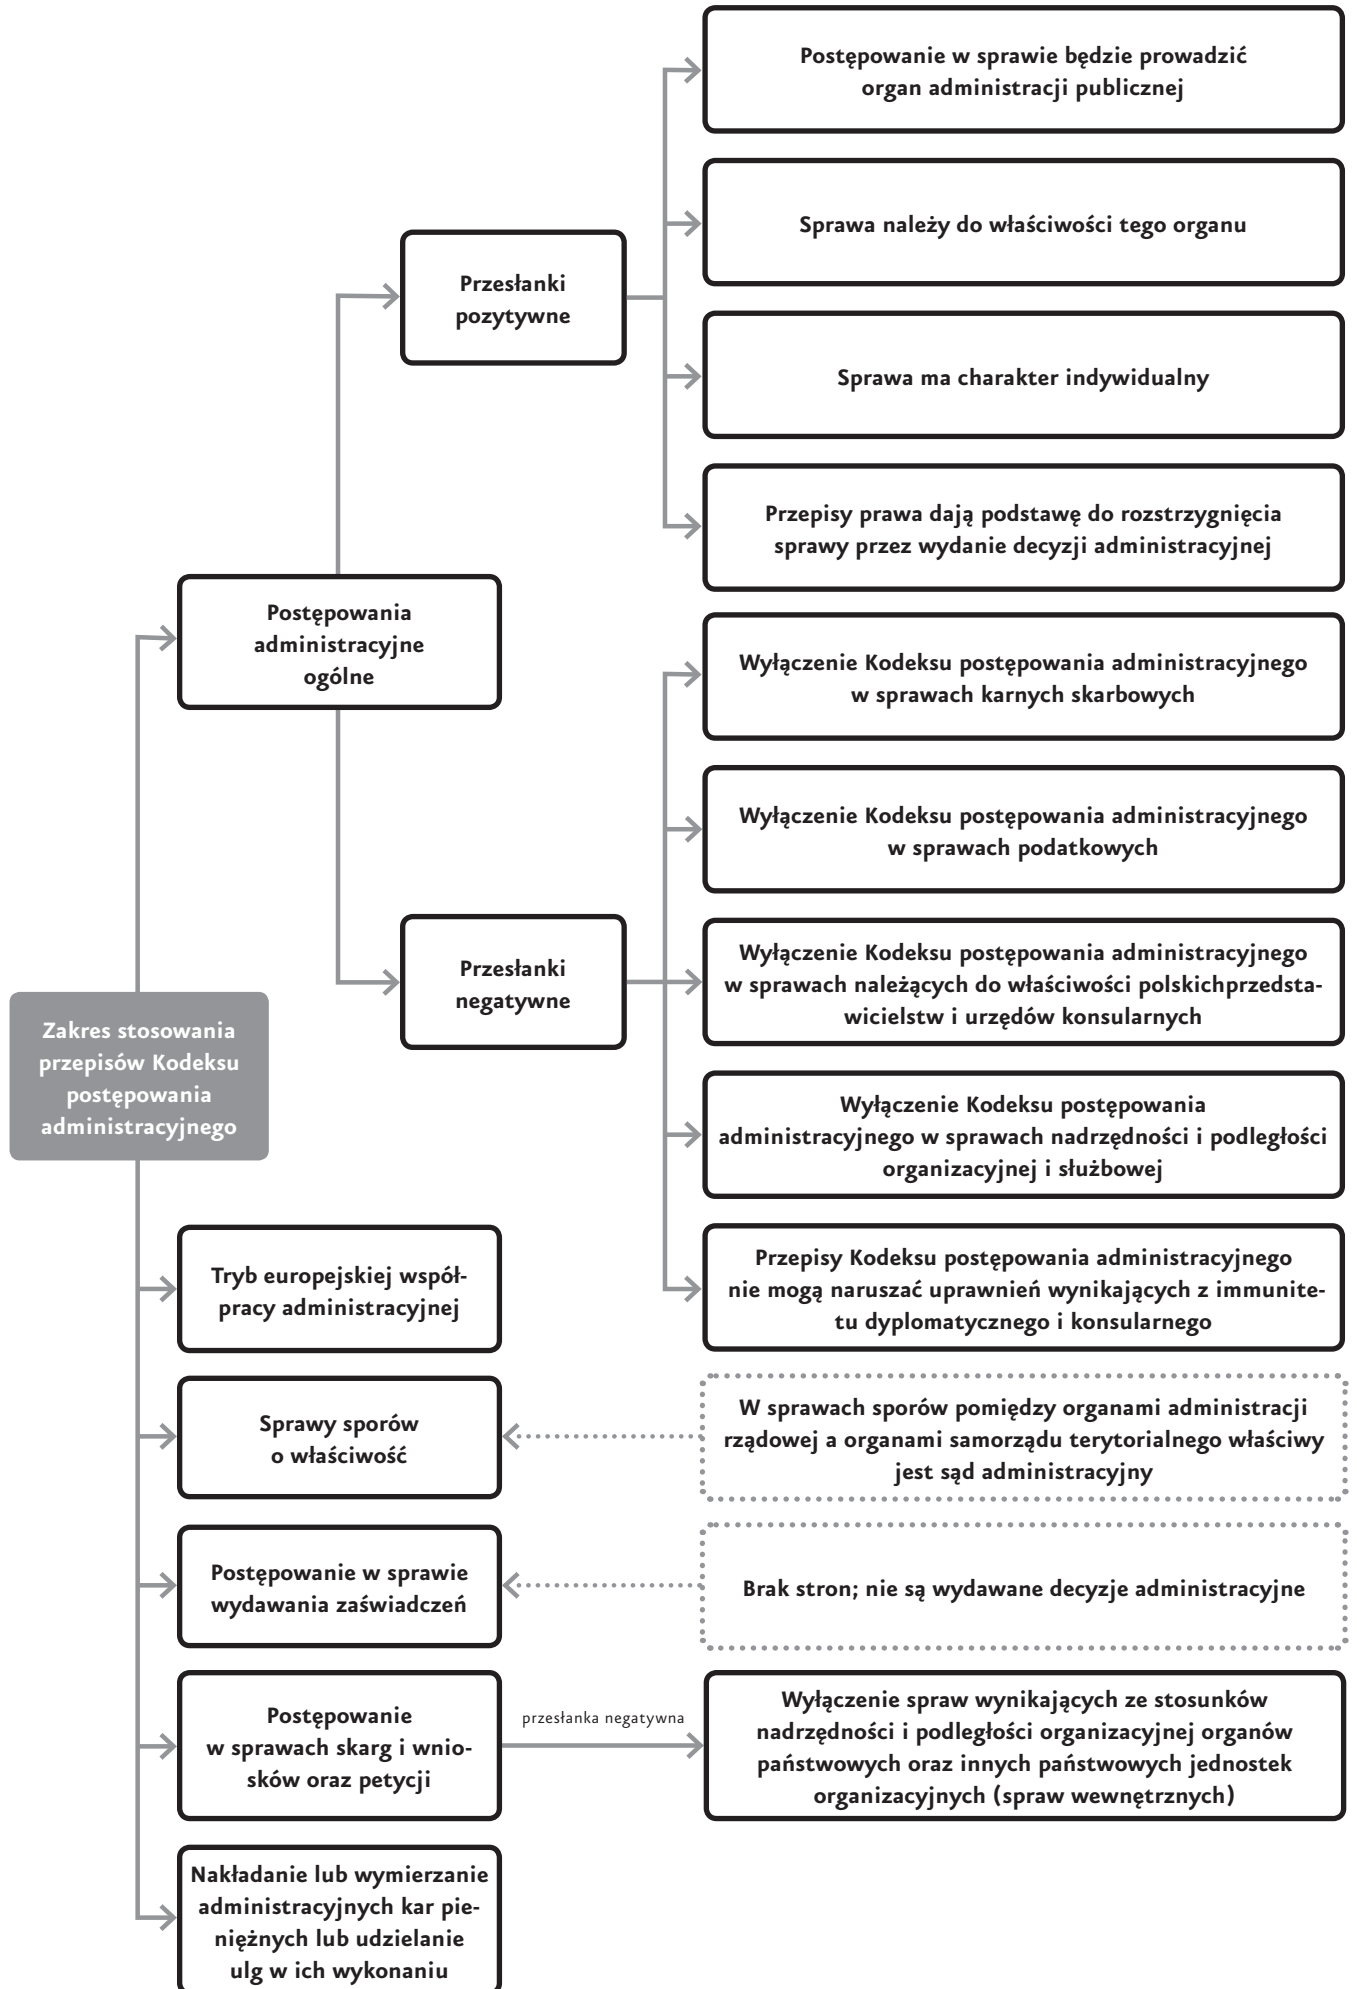 Postępowanie w sprawie będzie prowadzić
organ administracji publicznej
Sprawa należy do właściwości tego organu
Przesłanki
pozytywne
Sprawa ma charakter indywidualny
Przepisy prawa dają podstawę do rozstrzygnięcia
sprawy przez wydanie decyzji administracyjnej
Postępowania
administracyjne
ogólne
Wyłączenie Kodeksu postępowania administracyjnego
w sprawach karnych skarbowych
Wyłączenie Kodeksu postępowania administracyjnego
w sprawach podatkowych
Przesłanki
negatywne
Wyłączenie Kodeksu postępowania administracyjnego
w sprawach należących do właściwości polskichprzedsta-
wicielstw i urzędów konsularnych
Zakres stosowania
przepisów Kodeksu
postępowania
administracyjnego
Wyłączenie Kodeksu postępowania
administracyjnego w sprawach nadrzędności i podległości
organizacyjnej i służbowej
Przepisy Kodeksu postępowania administracyjnego
nie mogą naruszać uprawnień wynikających z immunite-
tu dyplomatycznego i konsularnego
Tryb europejskiej współ-
pracy administracyjnej
Sprawy sporów
o właściwość
W sprawach sporów pomiędzy organami administracji
rządowej a organami samorządu terytorialnego właściwy
jest sąd administracyjny
Postępowanie w sprawie
wydawania zaświadczeń
Brak stron; nie są wydawane decyzje administracyjne
Postępowanie
w sprawach skarg i wnio-
sków oraz petycji
przesłanka negatywna
Wyłączenie spraw wynikających ze stosunków
nadrzędności i podległości organizacyjnej organów
państwowych oraz innych państwowych jednostek
organizacyjnych (spraw wewnętrznych)
Nakładanie lub wymierzanie
administracyjnych kar pie-
niężnych lub udzielanie
ulg w ich wykonaniu